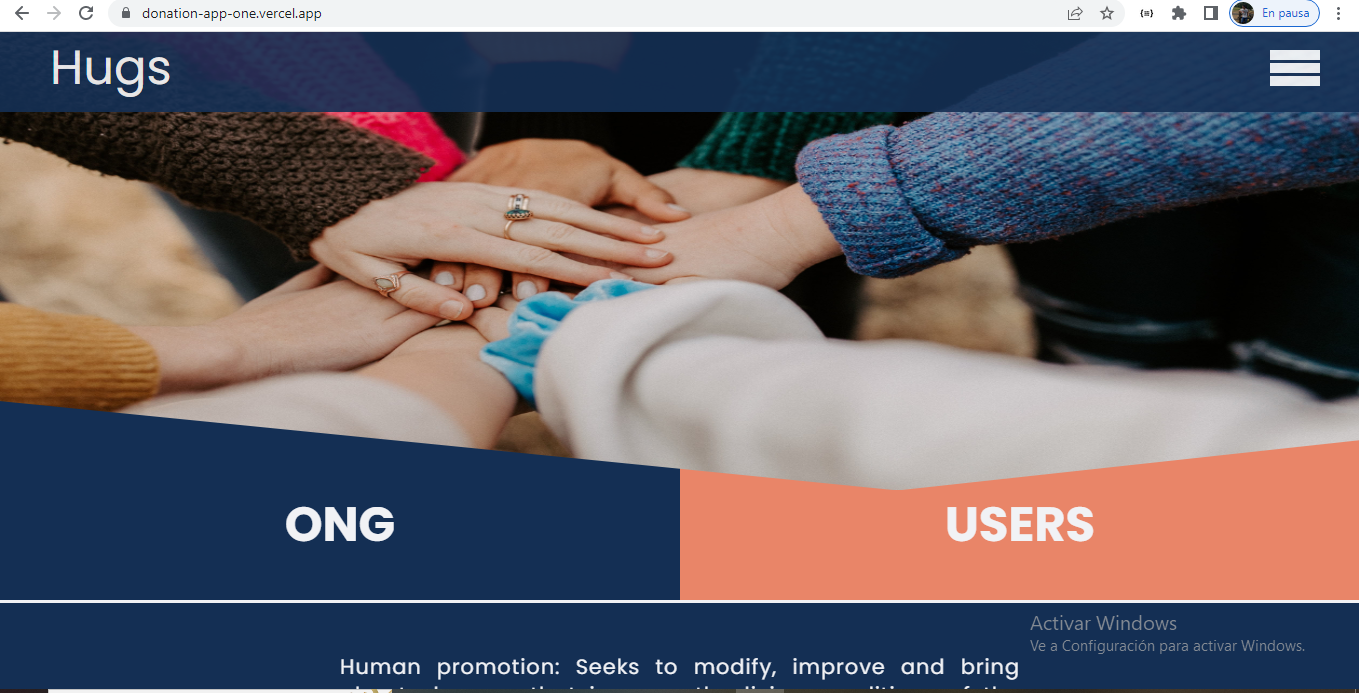 donation-app-one.vercel.app
En pausa
Hugs
ONG
USERS
Activar Windows
Ve a Configuración para activar Windows.
Human promotion: Seeks to modify, improve and bring